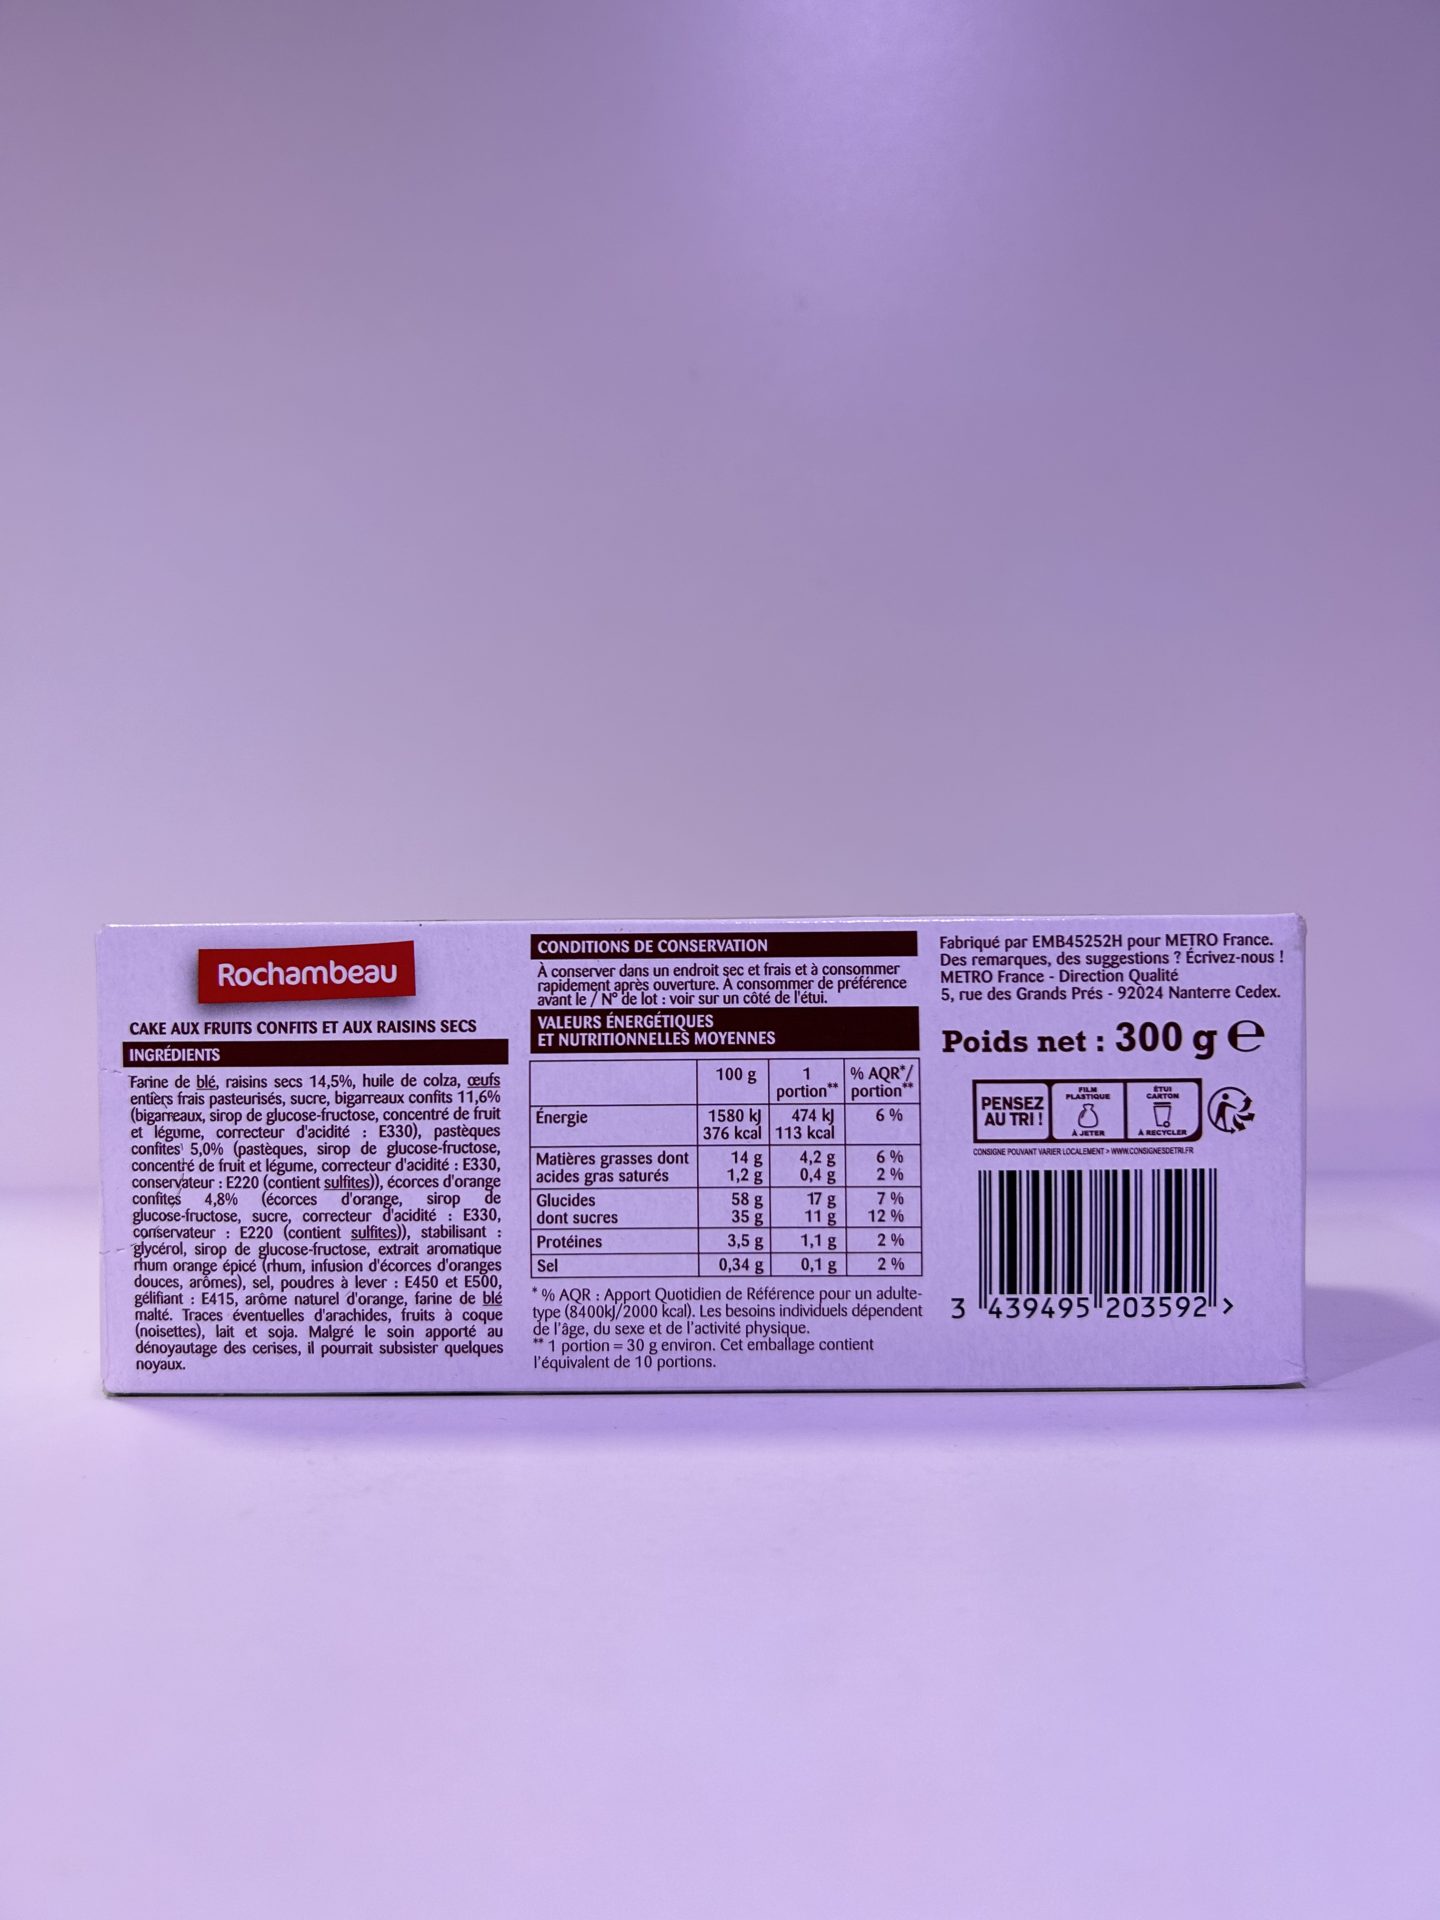 Rochambeau
CAKE AUX FRUITS CONFITS ET AUX RAISINS SECS
INGRÉDIENTS
Farine de blé, raisins secs 14,5%, huile de colza, œufs
entiers frais pasteurisés, sucre, bigarreaux confits 11,6%
(bigarreaux, sirop de glucose-fructose, concentré de fruit
et légume, correcteur d'acidité : E330), pastèques
confites 5,0% (pastèques, sirop de glucose-fructose,
concentré de fruit et légume, correcteur d'acidité : E330,
conservateur : E220 (contient sulfites)), écorces d'orange
confites 4,8% (écorces d'orange, sirop de
glucose-fructose, sucre, correcteur d'acidité : E330,
conservateur : E220 (contient sulfites)), stabilisant :
glycérol, sirop de glucose-fructose, extrait aromatique
rhum orange épicé (rhum, infusion d'écorces d'oranges
douces, arômes), sel, poudres à lever : E450 et E500,
gélifiant : E415, arôme naturel d'orange, farine de blé
malté. Traces éventuelles d'arachides, fruits à coque
(noisettes), lait et soja. Malgré le soin apporté au
dénoyautage des cerises, il pourrait subsister quelques
noyaux.
CONDITIONS DE CONSERVATION
À conserver dans un endroit sec et frais et à consommer
rapidement après ouverture. À consommer de préférence
avant le / N° de lot : voir sur un côté de l'étui.
VALEURS ÉNERGÉTIQUES
ET NUTRITIONNELLES MOYENNES
100 g 1 portion** % AQR*/portion**
Énergie 1580 kJ 474 kJ 6 %
376 kcal 113 kcal
Matières grasses dont 14 g 4,2 g 6 %
acides gras saturés 1,2 g 0,4 g 2 %
Glucides 58 g 17 g 7 %
dont sucres 35 g 11 g 12 %
Protéines 3,5 g 1,1 g 2 %
Sel 0,34 g 0,1 g 2 %
* % AQR : Apport Quotidien de Référence pour un adulte-
type (8400kJ/2000 kcal). Les besoins individuels dépendent
de l'âge, du sexe et de l'activité physique.
** 1 portion = 30 g environ. Cet emballage contient
l'équivalent de 10 portions.
Fabriqué par EMB45252H pour METRO France.
Des remarques, des suggestions ? Écrivez-nous !
METRO France - Direction Qualité
5, rue des Grands Prés - 92024 Nanterre Cedex.
Poids net : 300 g e
PENSEZ
AU TRI !
FILM
PLASTIQUE
À JETER
ÉTUI
CARTON
À RECYCLER
CONSIGNE POUVANT VARIER LOCALEMENT > WWW.CONSIGNESDETRI.FR
3 439495 203592 >